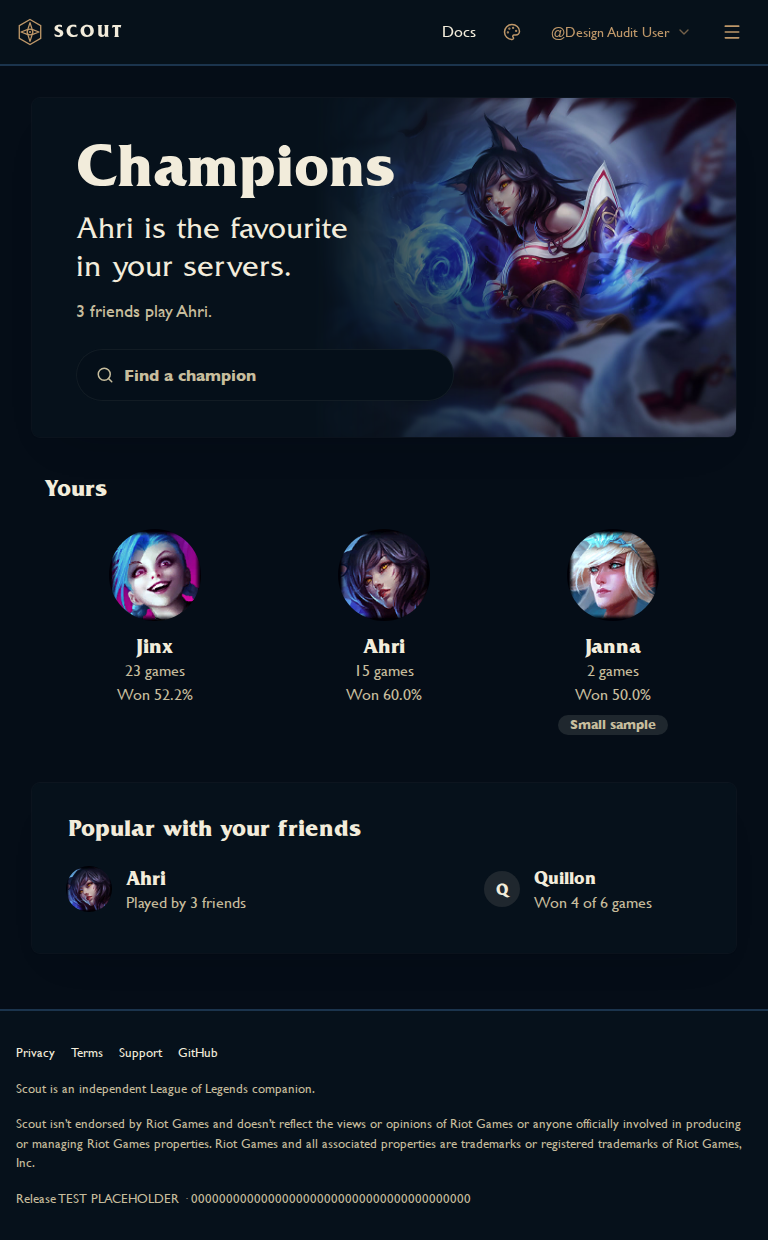 SCOUT
Docs
@Design Audit User
Champions
Ahri is the favourite
in your servers.
3 friends play Ahri.
Find a champion
Yours
Jinx
23 games
Won 52.2%
Ahri
15 games
Won 60.0%
Janna
2 games
Won 50.0%
Small sample
Popular with your friends
Ahri
Played by 3 friends
Q
Quillon
Won 4 of 6 games
Privacy Terms Support GitHub
Scout is an independent League of Legends companion.
Scout isn't endorsed by Riot Games and doesn't reflect the views or opinions of Riot Games or anyone officially involved in producing
or managing Riot Games properties. Riot Games and all associated properties are trademarks or registered trademarks of Riot Games,
Inc.
Release TEST PLACEHOLDER · 0000000000000000000000000000000000000000